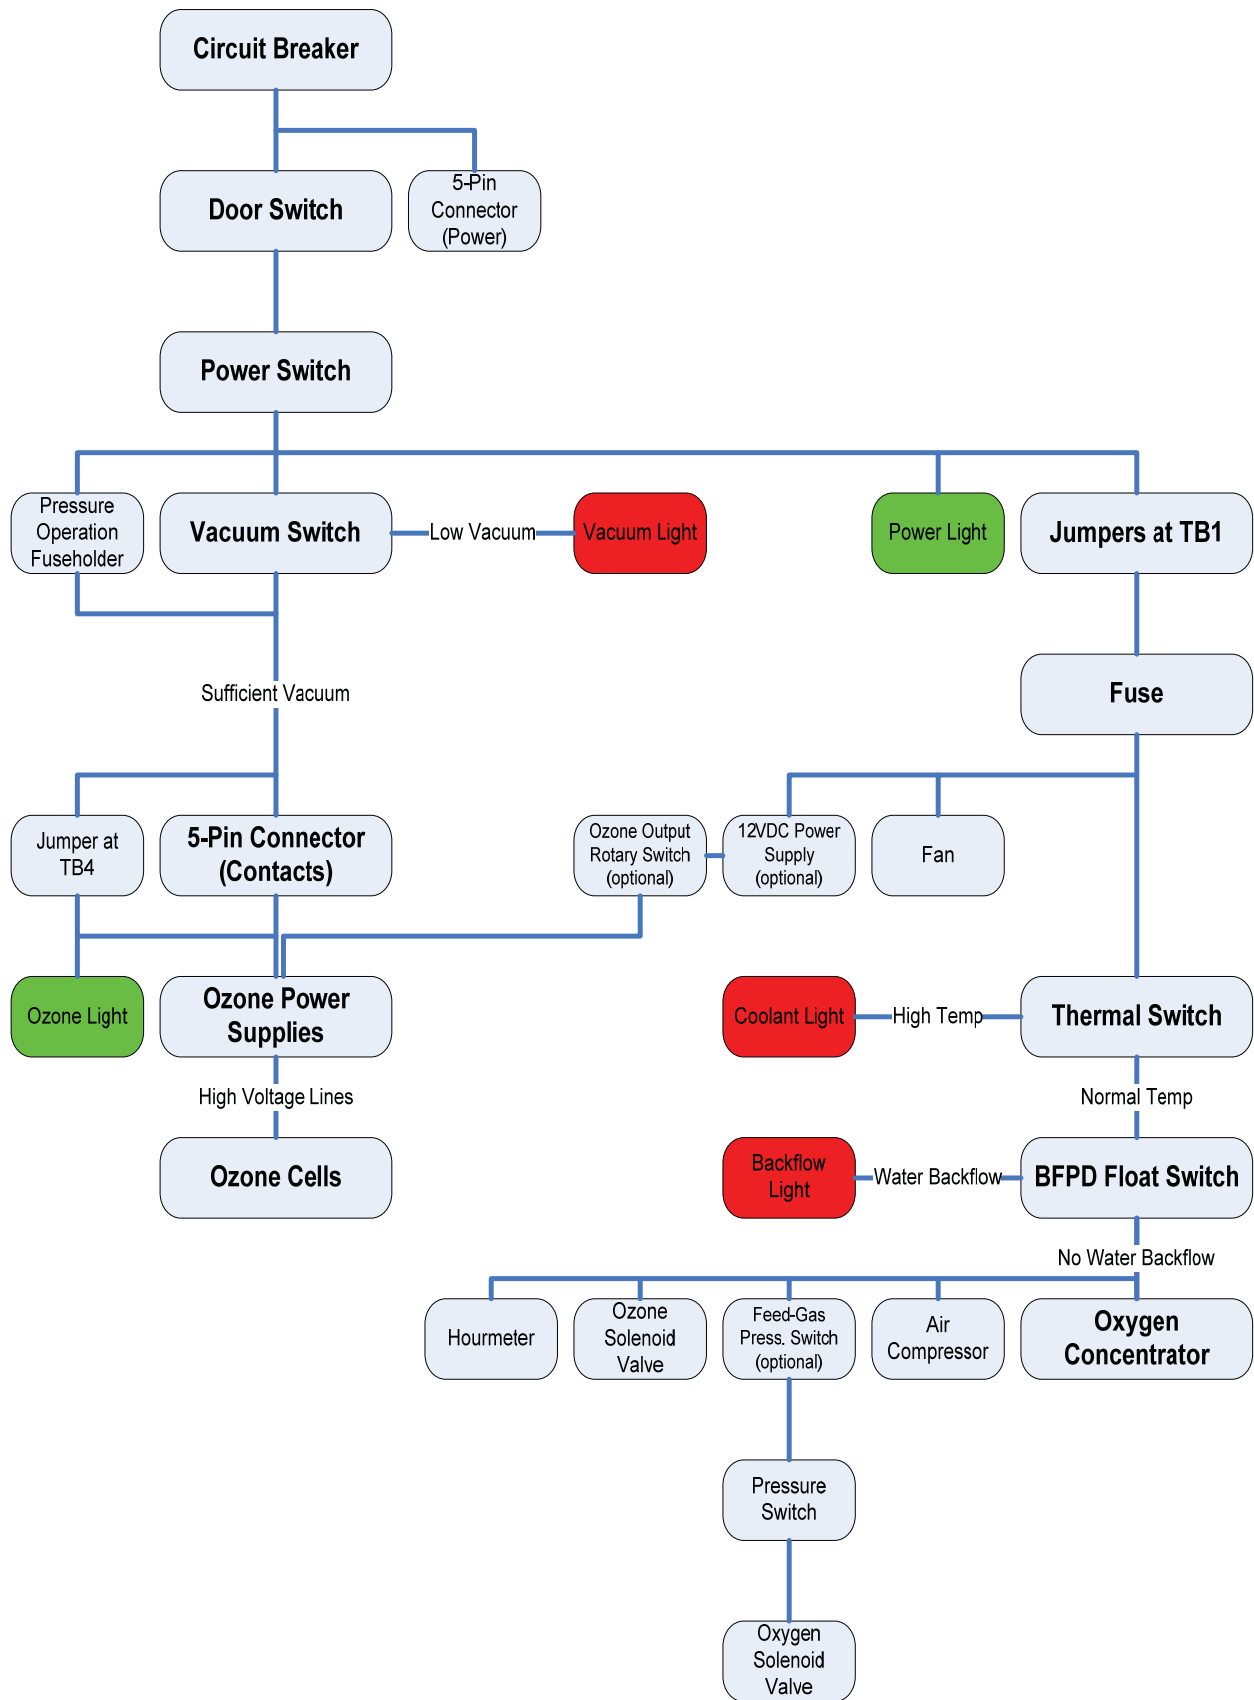 Circuit Breaker
Door Switch
5-Pin
Connector
(Power)
Power Switch
Pressure
Operation
Fuseholder
Vacuum Switch
Low Vacuum
Vacuum Light
Power Light
Jumpers at TB1
Fuse
Sufficient Vacuum
Jumper at
TB4
5-Pin Connector
(Contacts)
Ozone Output
Rotary Switch
(optional)
12VDC Power
Supply
(optional)
Fan
Ozone Light
Ozone Power
Supplies
Coolant Light
High Temp
Thermal Switch
High Voltage Lines
Normal Temp
Ozone Cells
Backflow
Light
Water Backflow
BFPD Float Switch
No Water Backflow
Hourmeter
Ozone
Solenoid
Valve
Feed-Gas
Press. Switch
(optional)
Air
Compressor
Oxygen
Concentrator
Pressure
Switch
Oxygen
Solenoid
Valve